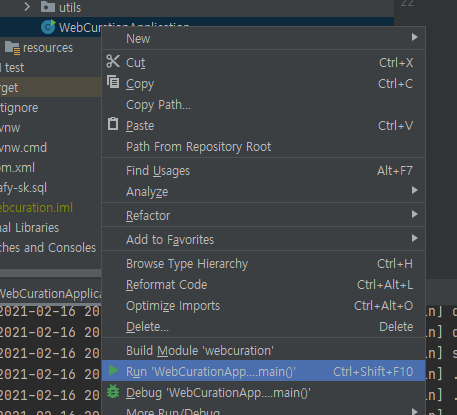 utils
22
WebCurationApplication
resources
test
rget
tignore
vnw
vnw.cmd
om.xml
afy-sk.sql
ebcuration.iml
nal Libraries
ches and Consoles
WebCurationApplica
2021-02-16 20
2021-02-16 20
2021-02-16 20
2021-02-16 20
2021-02-16 20
2021-02-16 20
New
Cut Ctrl+X
Copy Ctrl+C
Copy Path...
Paste Ctrl+V
Path From Repository Root
Find Usages Alt+F7
Analyze
Refactor
Add to Favorites
Browse Type Hierarchy Ctrl+H
Reformat Code Ctrl+Alt+L
Optimize Imports Ctrl+Alt+O
Delete... Delete
Build Module 'webcuration'
Run 'WebCurationApp....main()' Ctrl+Shift+F10
Debug 'WebCurationApp....main()'
More Run/Debug